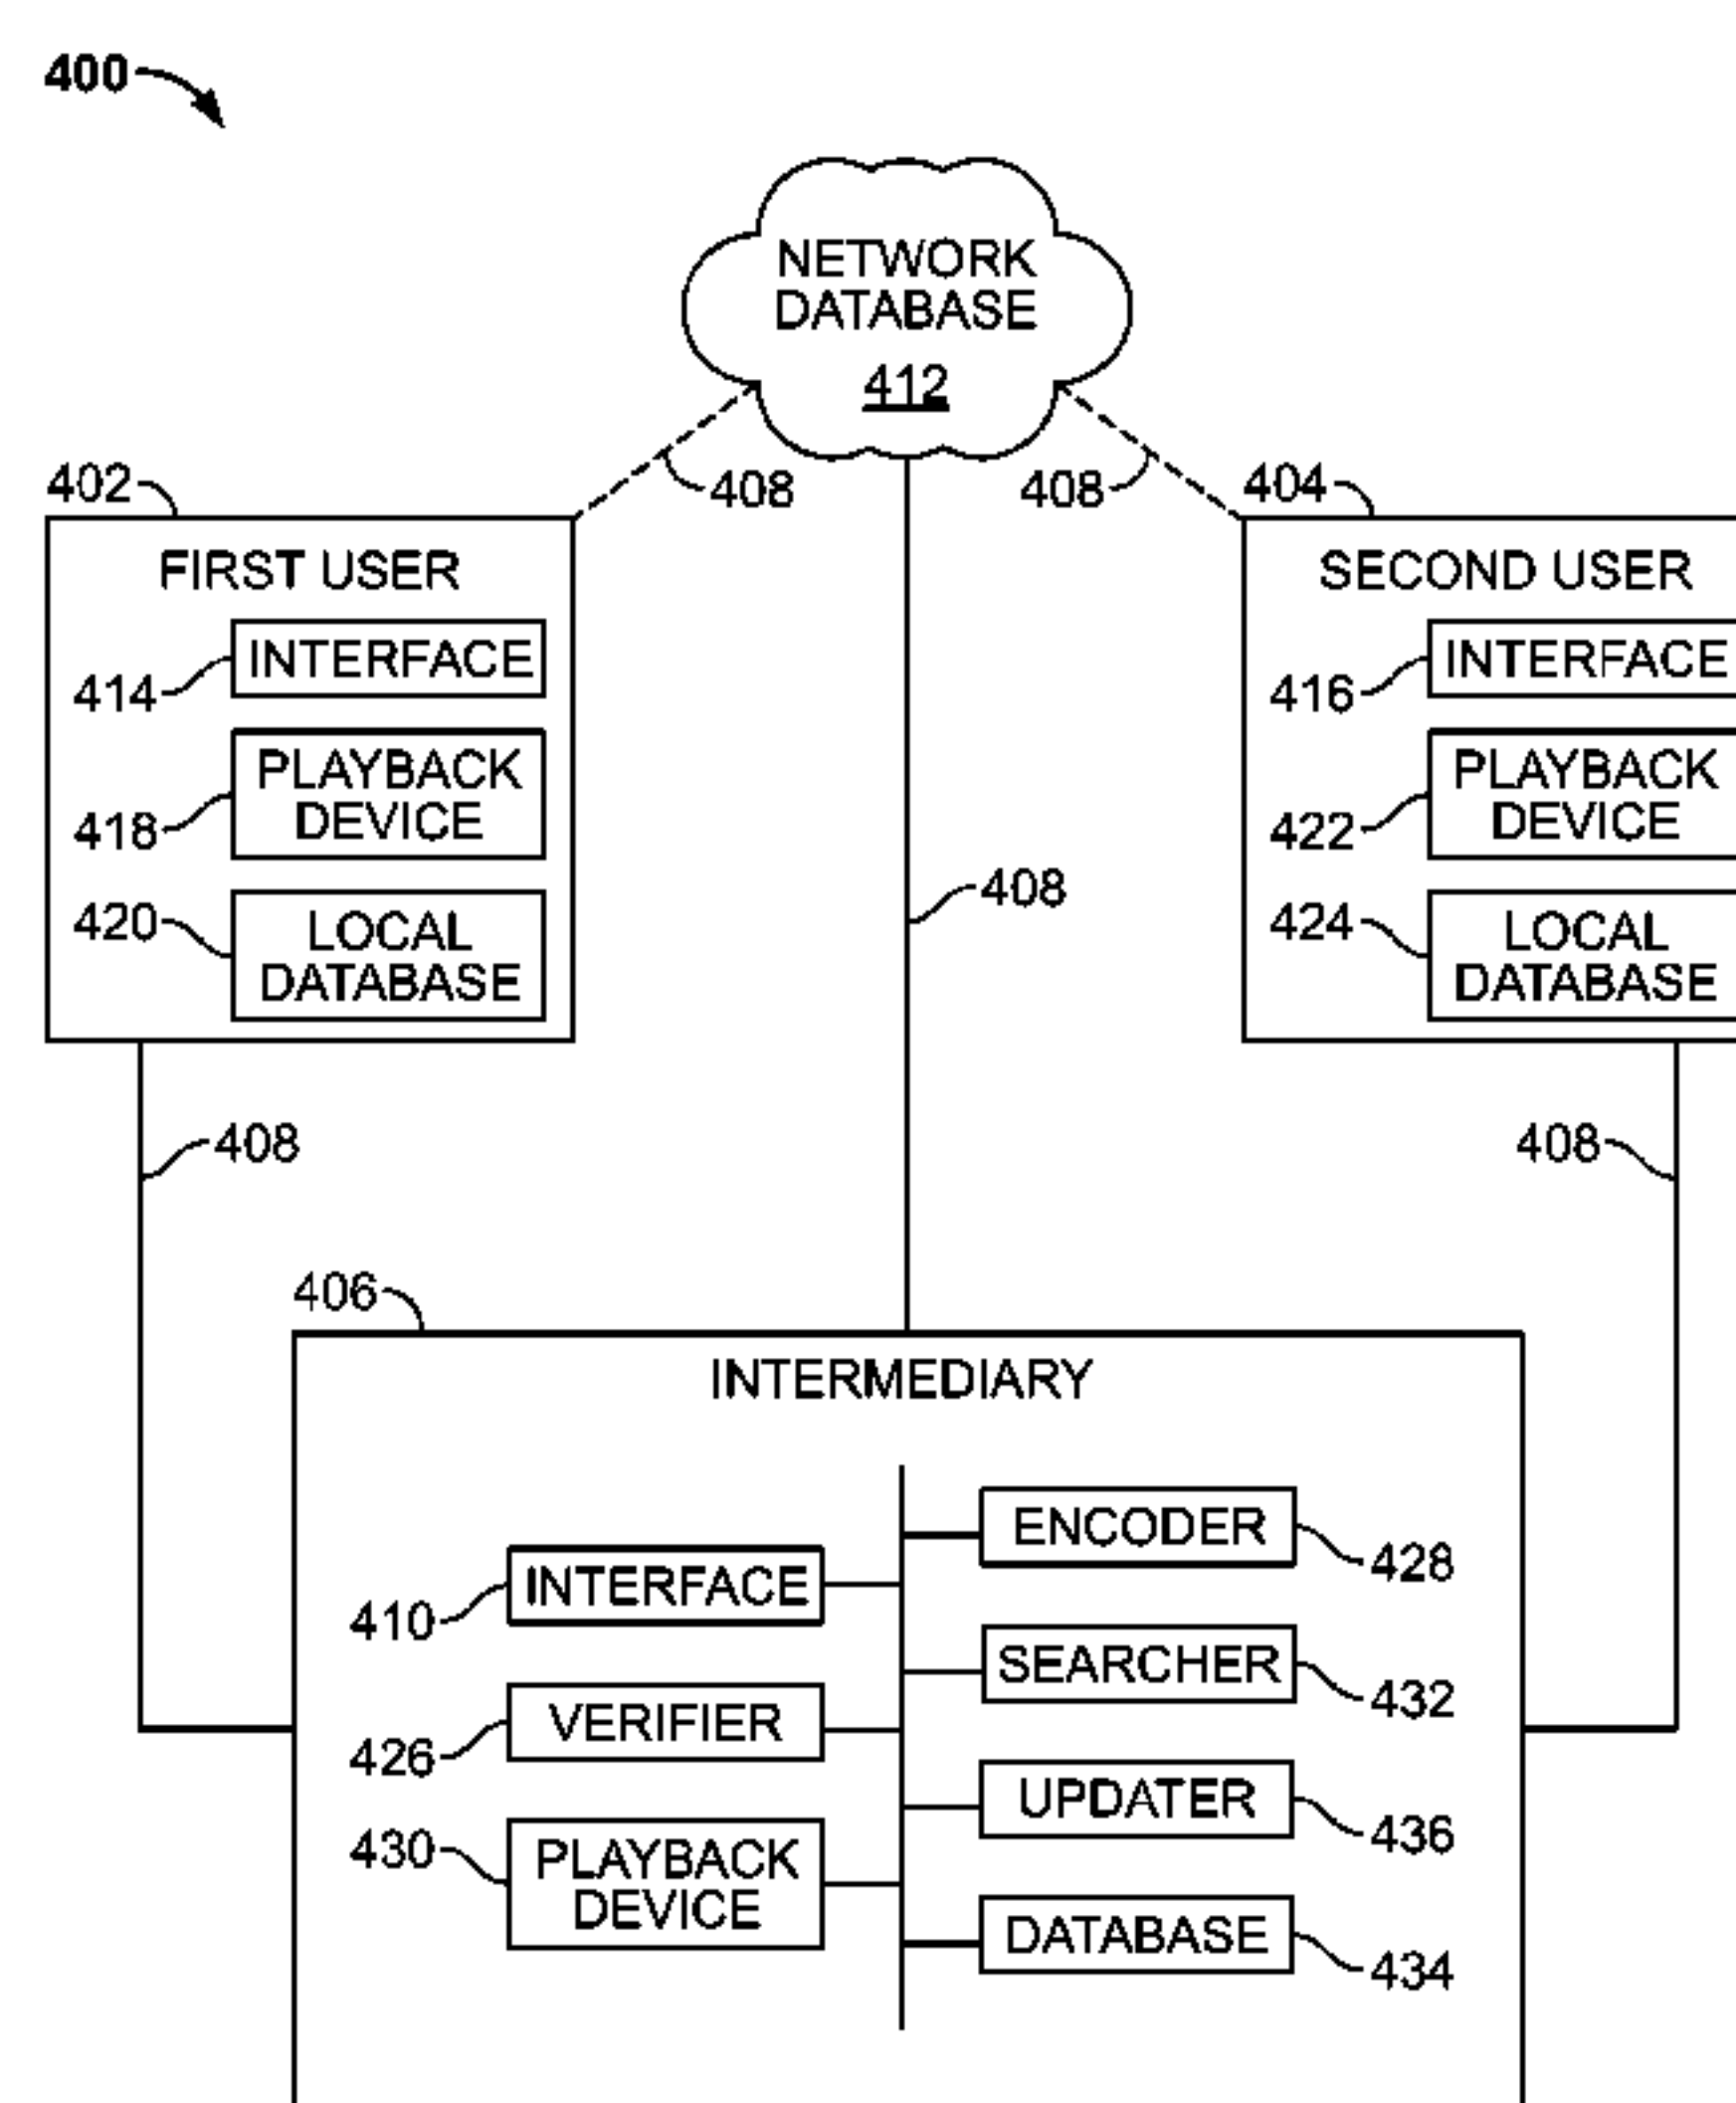 400
NETWORK
DATABASE
412
402
408
408
404
FIRST USER
SECOND USER
414
INTERFACE
416
INTERFACE
418
PLAYBACK
DEVICE
422
PLAYBACK
DEVICE
408
420
LOCAL
DATABASE
424
LOCAL
DATABASE
408
408
406
INTERMEDIARY
ENCODER
428
INTERFACE
410
SEARCHER
432
VERIFIER
426
UPDATER
436
430
PLAYBACK
DEVICE
DATABASE
434